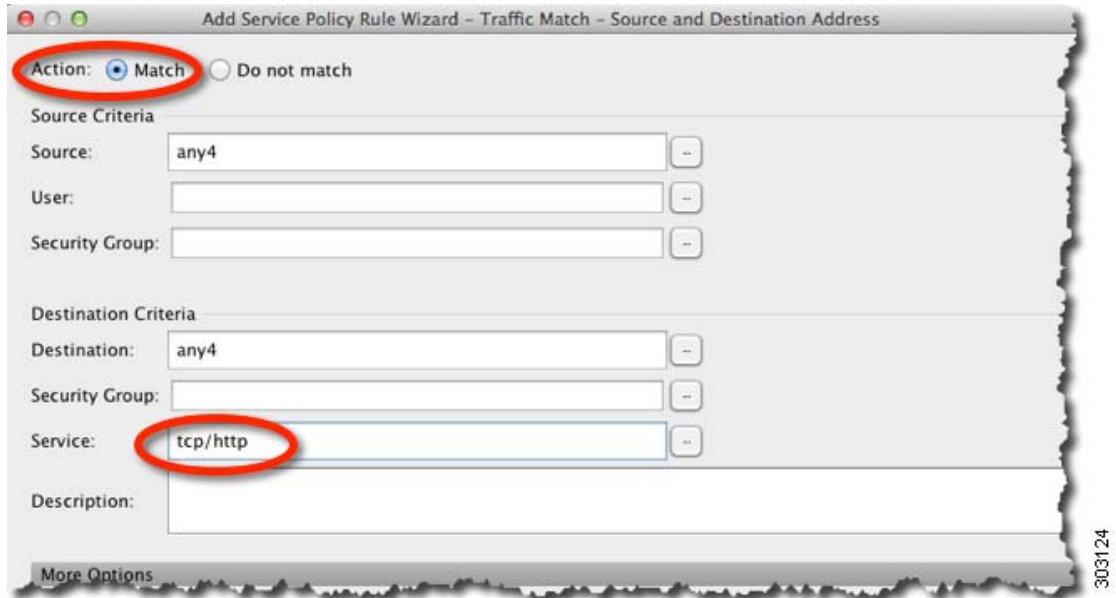 Add Service Policy Rule Wizard – Traffic Match – Source and Destination Address
Action: Match Do not match
Source Criteria
Source: any4 ...
User: ...
Security Group: ...
Destination Criteria
Destination: any4 ...
Security Group: ...
Service: tcp/http ...
Description:
More Options
303124